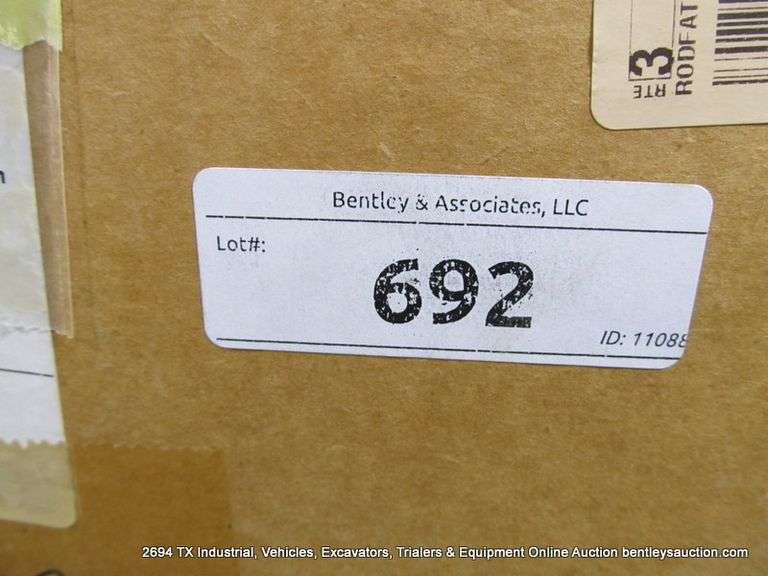 RTE 3
RODFAT
Bentley & Associates, LLC
Lot#:
692
ID: 11088
2694 TX Industrial, Vehicles, Excavators, Trialers & Equipment Online Auction bentleysauction.com